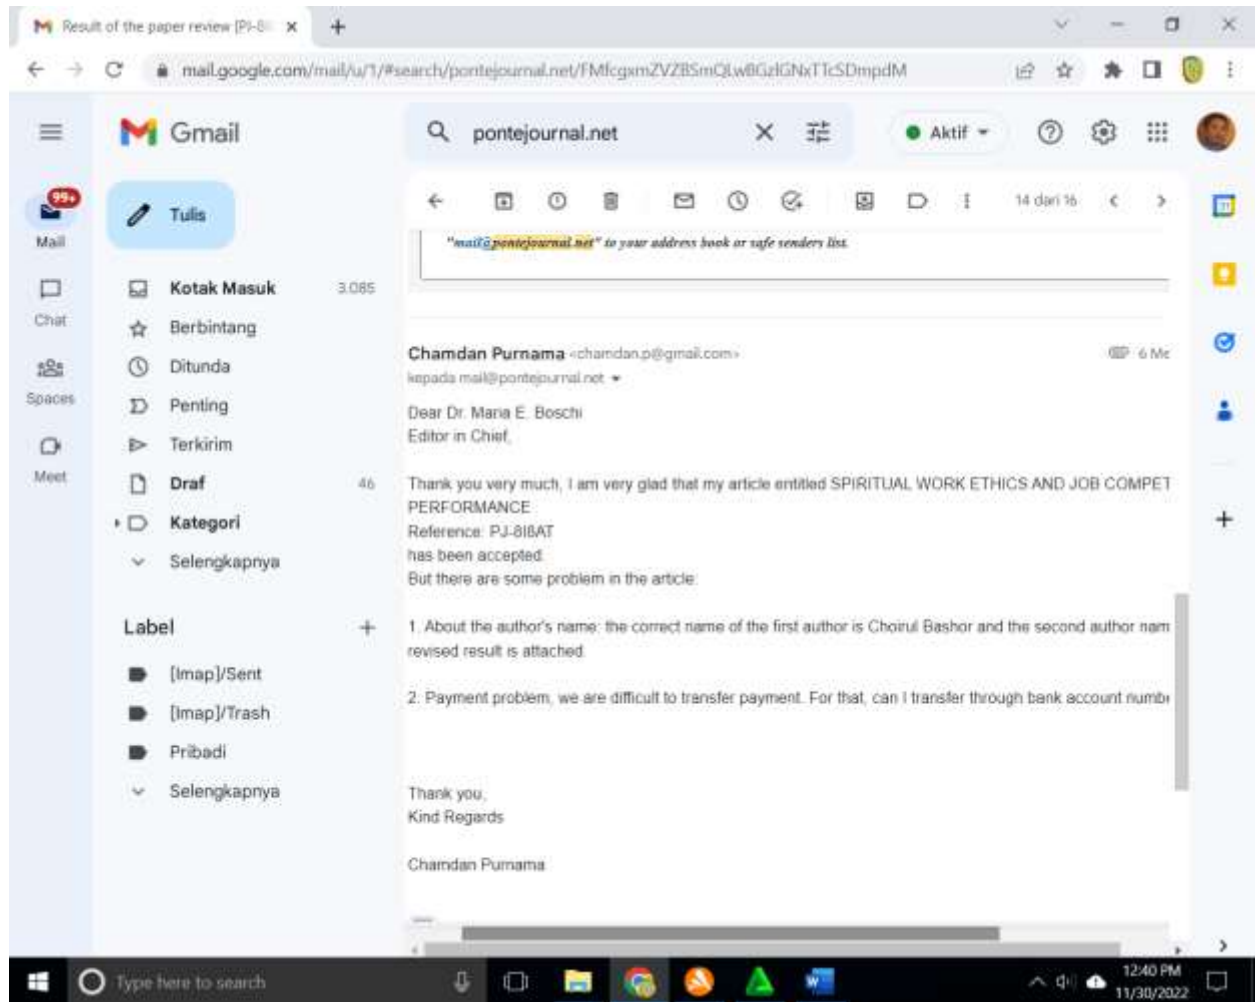 Result of the paper review (PJ-8I
mail.google.com/mail/u/1/#search/pontejournal.net/
Gmail
pontejournal.net
Aktif
99+
Mail
Chat
Spaces
Meet
Tulis
Kotak Masuk 3.085
Berbintang
Ditunda
Penting
Terkirim
Draf 46
Kategori
Selengkapnya
Label
[Imap]/Sent
[Imap]/Trash
Pribadi
Selengkapnya
14 dari 16
"mail@pontejournal.net" to your address book or safe senders list.
Chamdan Purnama <chamdan.p@gmail.com>
6 Me
kepada mail@pontejournal.net
Dear Dr. Maria E. Boschi
Editor in Chief,
Thank you very much, I am very glad that my article entitled SPIRITUAL WORK ETHICS AND JOB COMPET
PERFORMANCE
Reference: PJ-8I8AT
has been accepted.
But there are some problem in the article:
1. About the author's name: the correct name of the first author is Choirul Bashor and the second author nam
revised result is attached.
2. Payment problem, we are difficult to transfer payment. For that, can I transfer through bank account numbe
Thank you,
Kind Regards
Chamdan Purnama
Type here to search
12:40 PM
11/30/2022